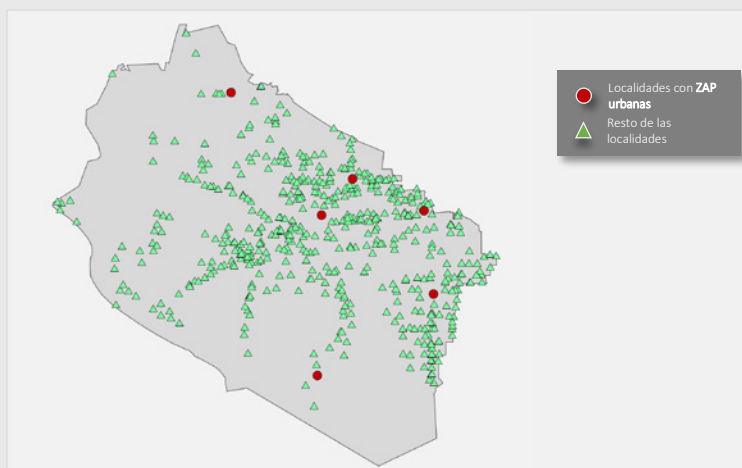 Localidades con ZAP
urbanas
Resto de las
localidades